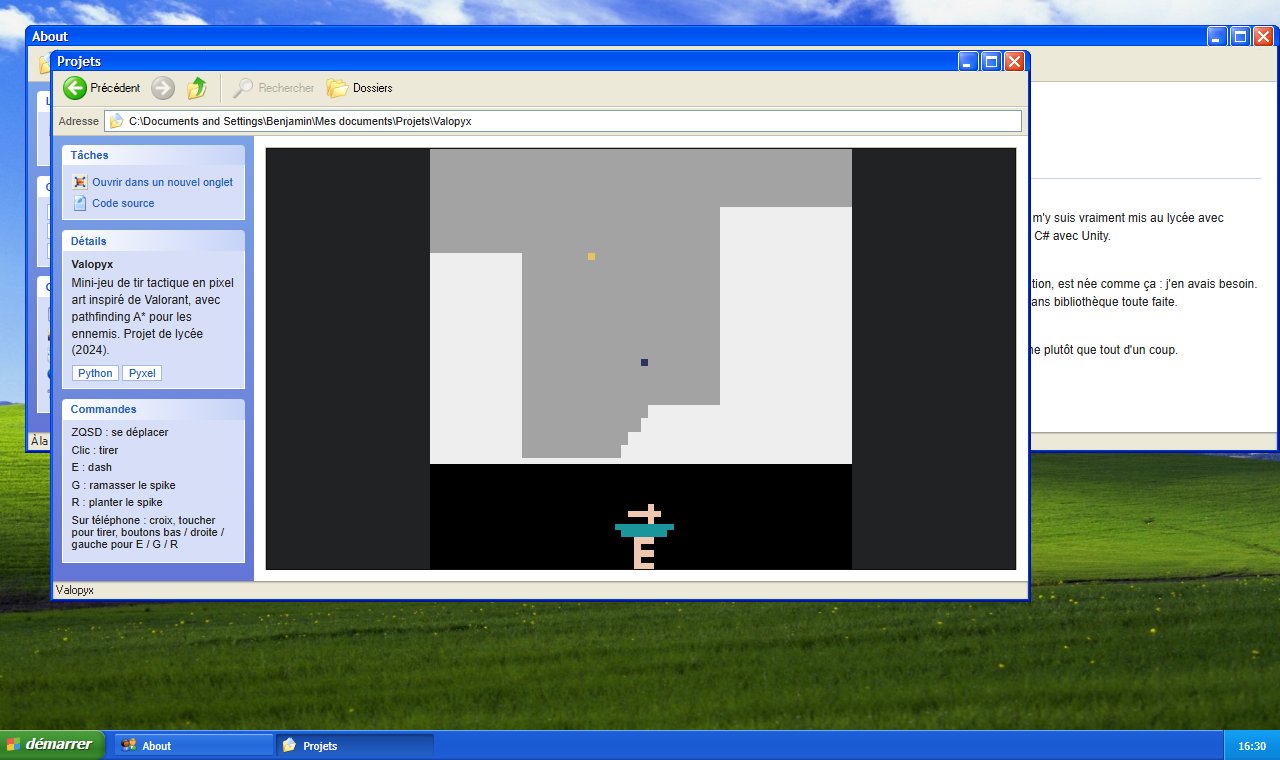 About
Projets
Précédent
Rechercher
Dossiers
Adresse
C:\Documents and Settings\Benjamin\Mes documents\Projets\Valopyx
Tâches
Ouvrir dans un nouvel onglet
Code source
Détails
Valopyx
Mini-jeu de tir tactique en pixel
art inspiré de Valorant, avec
pathfinding A* pour les
ennemis. Projet de lycée
(2024).
Python Pyxel
Commandes
ZQSD : se déplacer
Clic : tirer
E : dash
G : ramasser le spike
R : planter le spike
Sur téléphone : croix, toucher
pour tirer, boutons bas / droite /
gauche pour E / G / R
E
Valopyx
m'y suis vraiment mis au lycée avec
C# avec Unity.
tion, est née comme ça : j'en avais besoin.
ans bibliothèque toute faite.
ne plutôt que tout d'un coup.
À la
démarrer
About
Projets
16:30